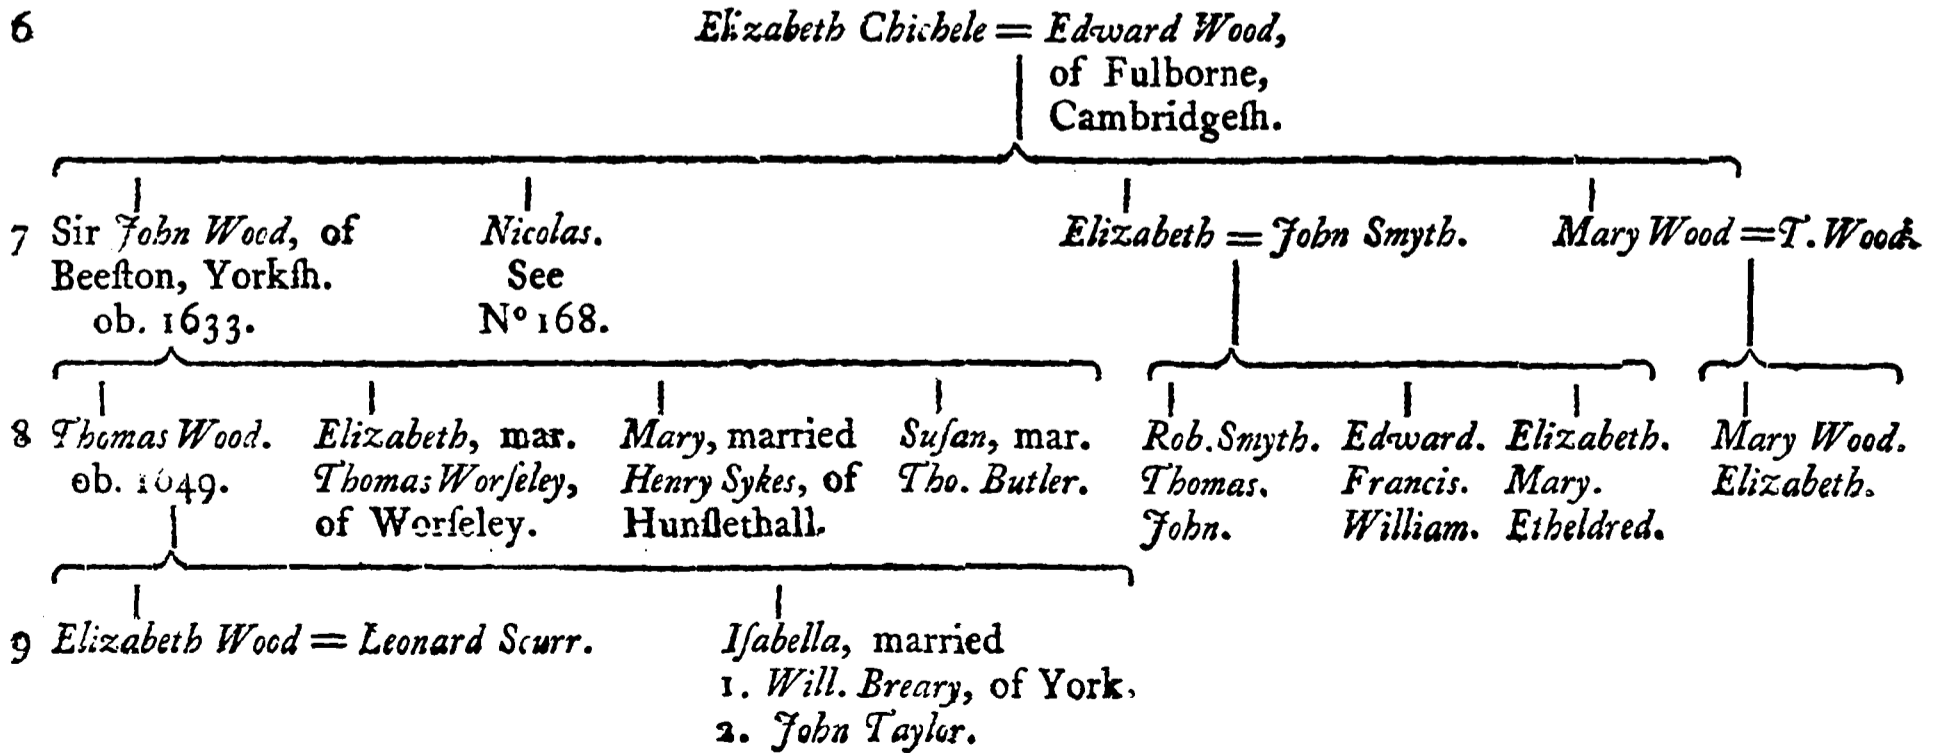 6 Elizabeth Chichele = Edward Wood,
of Fulborne,
Cambridgeſh.
7 Sir John Wood, of Nicolas. Elizabeth = John Smyth. Mary Wood = T. Wood.
Beeſton, Yorkſh. See
ob. 1633. No 168.
8 Thomas Wood. Elizabeth, mar. Mary, married Suſan, mar. Rob. Smyth. Edward. Elizabeth. Mary Wood.
ob. 1649. Thomas Worſeley, Henry Sykes, of Tho. Butler. Thomas. Francis. Mary. Elizabeth.
of Worſeley. Hunſlethall. John. William. Etheldred.
9 Elizabeth Wood = Leonard Scurr. Iſabella, married
1. Will. Breary, of York.
2. John Taylor.